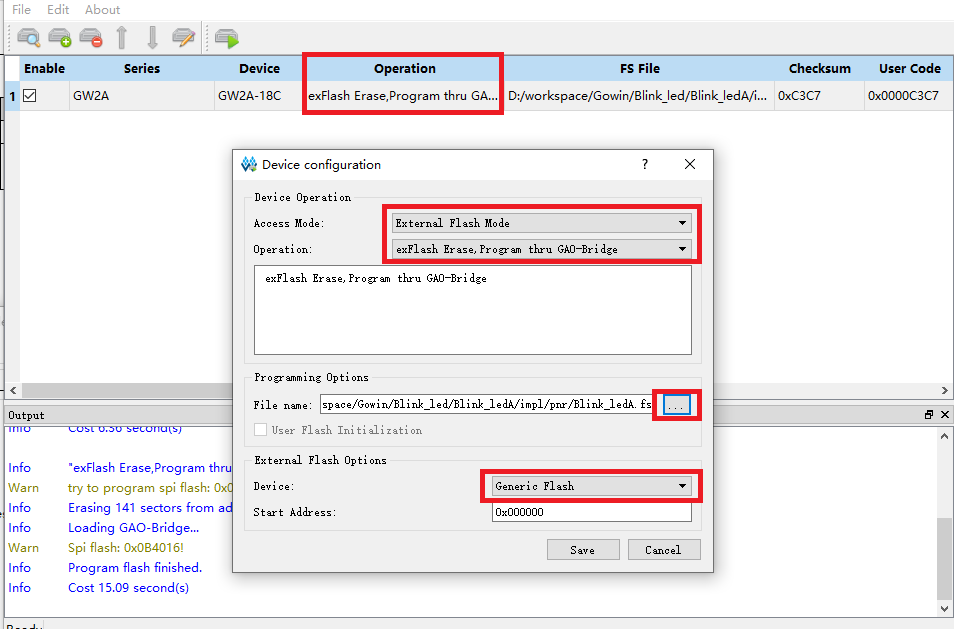 File Edit About
Enable Series Device Operation FS File Checksum User Code
1 GW2A GW2A-18C exFlash Erase,Program thru GA... D:/workspace/Gowin/Blink_led/Blink_ledA/i... 0xC3C7 0x0000C3C7
Device configuration ?
Device Operation
Access Mode: External Flash Mode
Operation: exFlash Erase,Program thru GAO-Bridge
exFlash Erase,Program thru GAO-Bridge
Programming Options
File name: space/Gowin/Blink_led/Blink_ledA/impl/pnr/Blink_ledA.fs ...
User Flash Initialization
External Flash Options
Device: Generic Flash
Start Address: 0x000000
Save Cancel
Output
Info Cost 6.36 second(s)
Info "exFlash Erase,Program thru
Warn try to program spi flash: 0x0
Info Erasing 141 sectors from ad
Info Loading GAO-Bridge...
Warn Spi flash: 0x0B4016!
Info Program flash finished.
Info Cost 15.09 second(s)
Ready